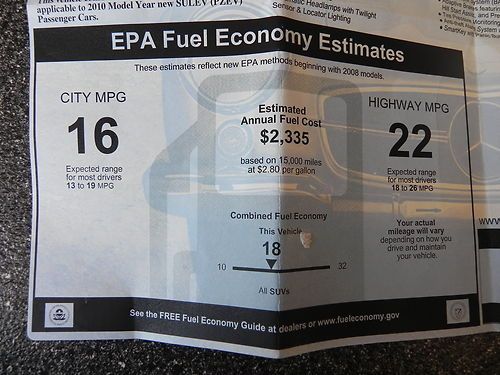 applicable to 2010 Model Year new SULEV (PZEV)
Passenger Cars.
Basic Headlamps with Twilight
Sensor & Locator Lighting
EPA Fuel Economy Estimates
These estimates reflect new EPA methods beginning with 2008 models.
CITY MPG
16
Expected range
for most drivers
13 to 19 MPG
Estimated
Annual Fuel Cost
$2,335
based on 15,000 miles
at $2.80 per gallon
HIGHWAY MPG
22
Expected range
for most drivers
18 to 26 MPG
Combined Fuel Economy
This Vehicle
18
10
32
All SUVs
Your actual
mileage will vary
depending on how you
drive and maintain
your vehicle.
See the FREE Fuel Economy Guide at dealers or www.fueleconomy.gov